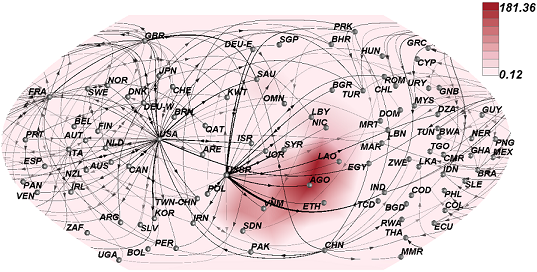 181.36
0.12
PRK
GBR
SGP
BHR
DEU-E
HUN
GRC
CYP
JPN
SAU
NOR
CHE
KWT
BGR
ROM
URY
ERA
SWE
DNK
TUR
CHL
GNB
OMN
MYS
DEU-W
BRN
LBY
DOM
DZA
GUY
BEL
FIN
QAT
NIC
MRT
LBN
TUN
BWA
NER
PRT
AUT
USA
ISR
MAR
PNG
NLD
ARE
SYR
TGO
GHA
MEX
ITA
JOR
LAO
ZWE
LKA
CMR
ESP
AUS
EGY
IDN
NZL
CAN
BRA
PAN
IRL
POL
AGO
IND
COD
SLE
VEN
TWN-CHN
VNM
ETH
TCD
BGD
PHL
KOR
COL
ARG
IRN
RWA
SLV
SDN
ECU
ZAF
THA
PER
PAK
CHN
BOL
MMR
UGA